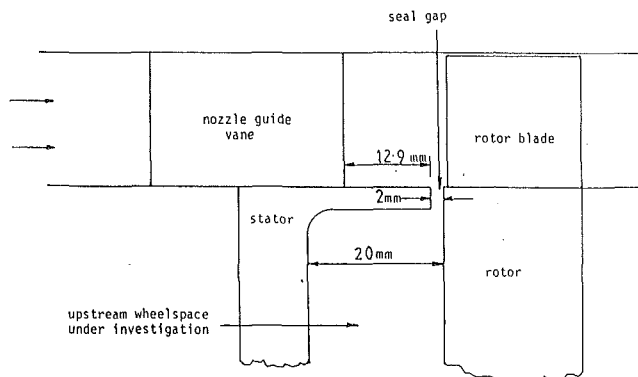 seal gap
nozzle guide
vane
rotor blade
12·9 mm
2mm
stator
20mm
rotor
upstream wheelspace
under investigation